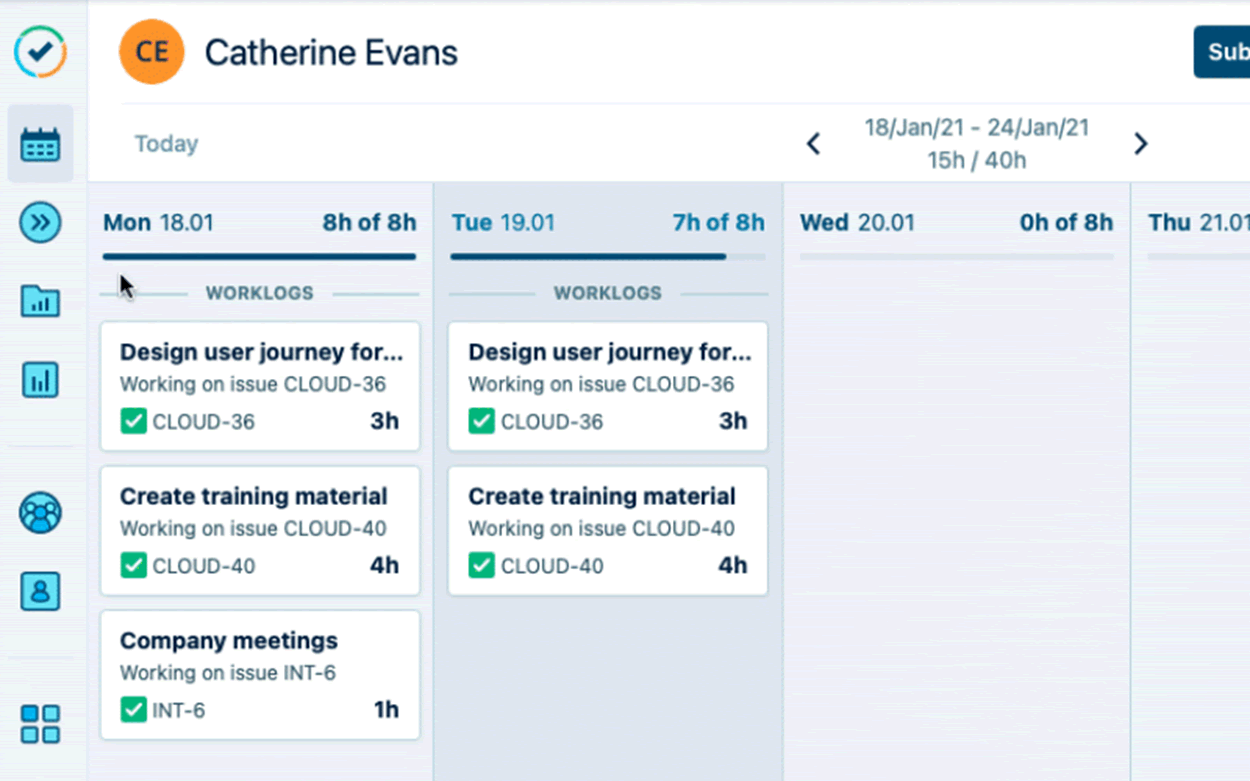 CE Catherine Evans
Sub
Today
18/Jan/21 - 24/Jan/21
15h / 40h
Mon 18.01 8h of 8h
WORKLOGS
Design user journey for...
Working on issue CLOUD-36
CLOUD-36 3h
Create training material
Working on issue CLOUD-40
CLOUD-40 4h
Company meetings
Working on issue INT-6
INT-6 1h
Tue 19.01 7h of 8h
WORKLOGS
Design user journey for...
Working on issue CLOUD-36
CLOUD-36 3h
Create training material
Working on issue CLOUD-40
CLOUD-40 4h
Wed 20.01 0h of 8h
Thu 21.01